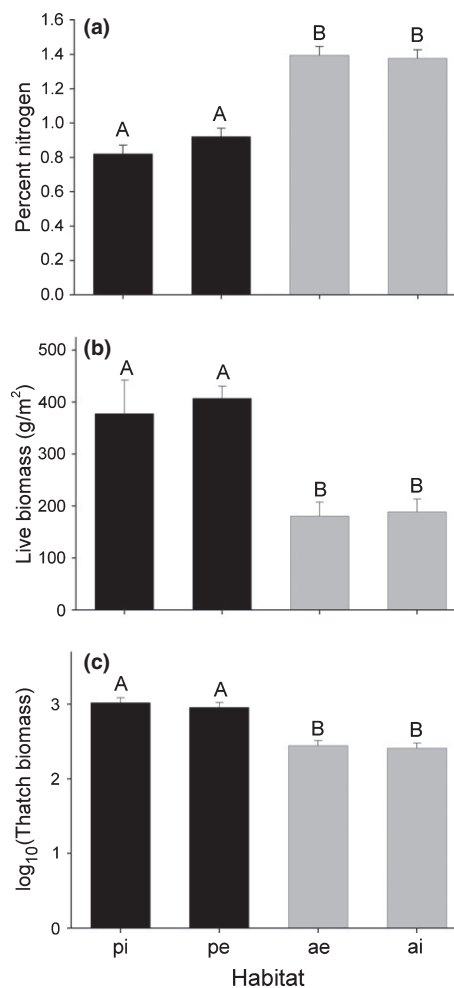 (a)
Percent nitrogen
1.6
1.4
1.2
1.0
0.8
0.6
0.4
0.2
0.0
A
A
B
B
(b)
Live biomass (g/m²)
500
400
300
200
100
0
A
A
B
B
(c)
log₁₀(Thatch biomass)
3
2
1
0
A
A
B
B
pi pe ae ai
Habitat